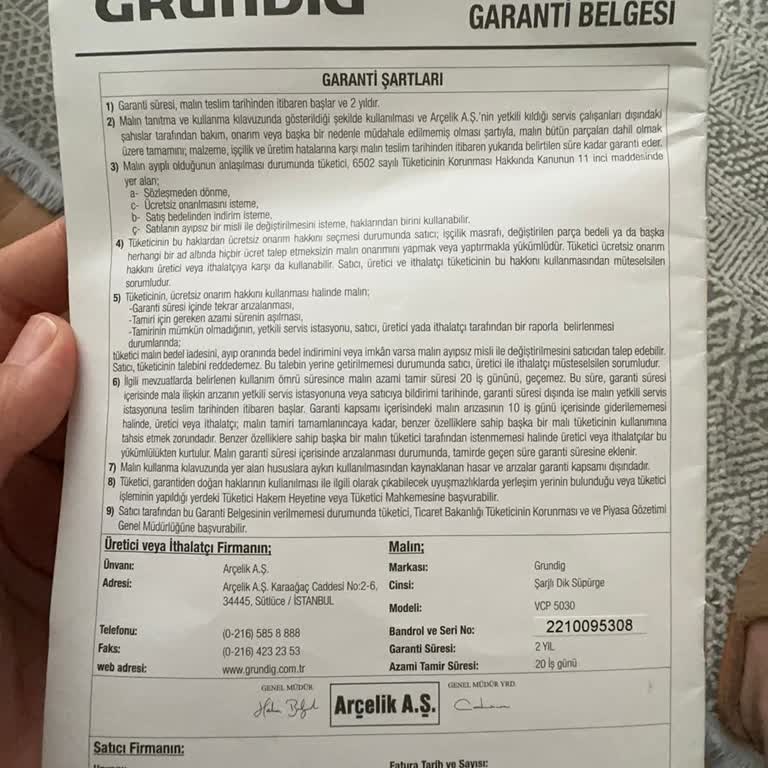 GRUNDIG
GARANTİ BELGESİ
GARANTİ ŞARTLARI
1) Garanti süresi, malın teslim tarihinden itibaren başlar ve 2 yıldır.
2) Malın tanıtma ve kullanma kılavuzunda gösterildiği şekilde kullanılması ve Arçelik A.Ş.'nin yetkili kıldığı servis çalışanları dışındaki
şahıslar tarafından bakım, onarım veya başka bir nedenle müdahale edilmemiş olması şartıyla, malın bütün parçaları dahil olmak
üzere tamamını; malzeme, işçilik ve üretim hatalarına karşı malın teslim tarihinden itibaren yukarıda belirtilen süre kadar garanti eder.
3) Malın ayıplı olduğunun anlaşılması durumunda tüketici, 6502 sayılı Tüketicinin Korunması Hakkında Kanunun 11 inci maddesinde
yer alan;
a- Sözleşmeden dönme,
c- Ücretsiz onarılmasını isteme,
b- Satış bedelinden indirim isteme,
ç- Satılanın ayıpsız bir misli ile değiştirilmesini isteme, haklarından birini kullanabilir.
4) Tüketicinin bu haklardan ücretsiz onarım hakkını seçmesi durumunda satıcı; işçilik masrafı, değiştirilen parça bedeli ya da başka
herhangi bir ad altında hiçbir ücret talep etmeksizin malın onarımını yapmak veya yaptırmakla yükümlüdür. Tüketici ücretsiz onarım
hakkını üretici veya ithalatçıya karşı da kullanabilir. Satıcı, üretici ve ithalatçı tüketicinin bu hakkını kullanmasından müteselsilen
sorumludur.
5) Tüketicinin, ücretsiz onarım hakkını kullanması halinde malın;
-Garanti süresi içinde tekrar arızalanması,
-Tamiri için gereken azami sürenin aşılması,
-Tamirinin mümkün olmadığının, yetkili servis istasyonu, satıcı, üretici yada ithalatçı tarafından bir raporla belirlenmesi
durumlarında;
tüketici malın bedel iadesini, ayıp oranında bedel indirimini veya imkân varsa malın ayıpsız misli ile değiştirilmesini satıcıdan talep edebilir.
Satıcı, tüketicinin talebini reddedemez. Bu talebin yerine getirilmemesi durumunda satıcı, üretici ile ithalatçı müsteselsilen sorumludur.
6) İlgili mevzuatlarda belirlenen kullanım ömrü süresince malın azami tamir süresi 20 iş gününü, geçemez. Bu süre, garanti süresi
içerisinde mala ilişkin arızanın yetkili servis istasyonuna veya satıcıya bildirimi tarihinde, garanti süresi dışında ise malın yetkili servis
istasyonuna teslim tarihinden itibaren başlar. Garanti kapsamı içerisindeki malın arızasının 10 iş günü içerisinde giderilememesi
halinde, üretici veya ithalatçı; malın tamiri tamamlanıncaya kadar, benzer özelliklere sahip başka bir malı tüketicinin kullanımına
tahsis etmek zorundadır. Benzer özelliklere sahip başka bir malın tüketici tarafından istenmemesi halinde üretici veya ithalatçılar bu
yükümlülükten kurtulur. Malın garanti süresi içerisinde arızalanması durumunda, tamirde geçen süre garanti süresine eklenir.
7) Malın kullanma kılavuzunda yer alan hususlara aykırı kullanılmasından kaynaklanan hasar ve arızalar garanti kapsamı dışındadır.
8) Tüketici, garantiden doğan haklarının kullanılması ile ilgili olarak çıkabilecek uyuşmazlıklarda yerleşim yerinin bulunduğu veya tüketici
işleminin yapıldığı yerdeki Tüketici Hakem Heyetine veya Tüketici Mahkemesine başvurabilir.
9) Satıcı tarafından bu Garanti Belgesinin verilmemesi durumunda tüketici, Ticaret Bakanlığı Tüketicinin Korunması ve ve Piyasa Gözetimi
Genel Müdürlüğüne başvurabilir.
Üretici veya İthalatçı Firmanın;
Ünvanı: Arçelik A.Ş.
Adresi: Arçelik A.Ş. Karaağaç Caddesi No:2-6,
34445, Sütlüce / İSTANBUL
Telefonu: (0-216) 585 8 888
Faks: (0-216) 423 23 53
web adresi: www.grundig.com.tr
Malın;
Markası: Grundig
Cinsi: Şarjlı Dik Süpürge
Modeli: VCP 5030
Bandrol ve Seri No: 2210095308
Garanti Süresi: 2 YIL
Azami Tamir Süresi: 20 İş günü
GENEL MÜDÜR
Arçelik A.Ş.
GENEL MÜDÜR YRD.
Satıcı Firmanın:
Fatura Tarih ve Sayısı: